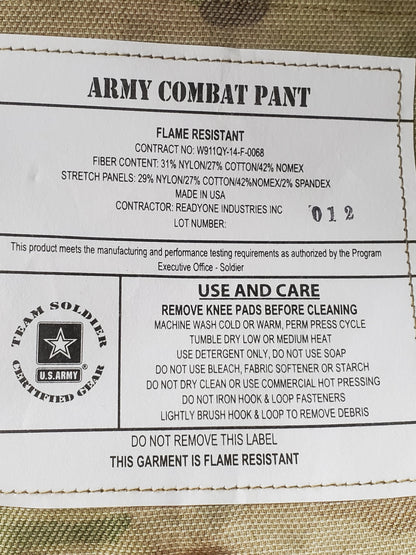 ARMY COMBAT PANT
FLAME RESISTANT
CONTRACT NO: W911QY-14-F-0068
FIBER CONTENT: 31% NYLON/27% COTTON/42% NOMEX
STRETCH PANELS: 29% NYLON/27% COTTON/42%NOMEX/2% SPANDEX
MADE IN USA
CONTRACTOR: READYONE INDUSTRIES INC
LOT NUMBER: 012
This product meets the manufacturing and performance testing requirements as authorized by the Program
Executive Office - Soldier
TEAM SOLDIER
U.S.ARMY ®
CERTIFIED GEAR
USE AND CARE
REMOVE KNEE PADS BEFORE CLEANING
MACHINE WASH COLD OR WARM, PERM PRESS CYCLE
TUMBLE DRY LOW OR MEDIUM HEAT
USE DETERGENT ONLY, DO NOT USE SOAP
DO NOT USE BLEACH, FABRIC SOFTENER OR STARCH
DO NOT DRY CLEAN OR USE COMMERCIAL HOT PRESSING
DO NOT IRON HOOK & LOOP FASTENERS
LIGHTLY BRUSH HOOK & LOOP TO REMOVE DEBRIS
DO NOT REMOVE THIS LABEL
THIS GARMENT IS FLAME RESISTANT